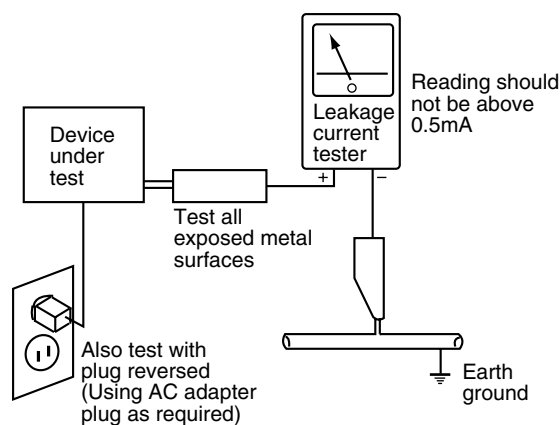 Device
under
test
Leakage
current
tester
+ −
Reading should
not be above
0.5mA
Test all
exposed metal
surfaces
Also test with
plug reversed
(Using AC adapter
plug as required)
Earth
ground